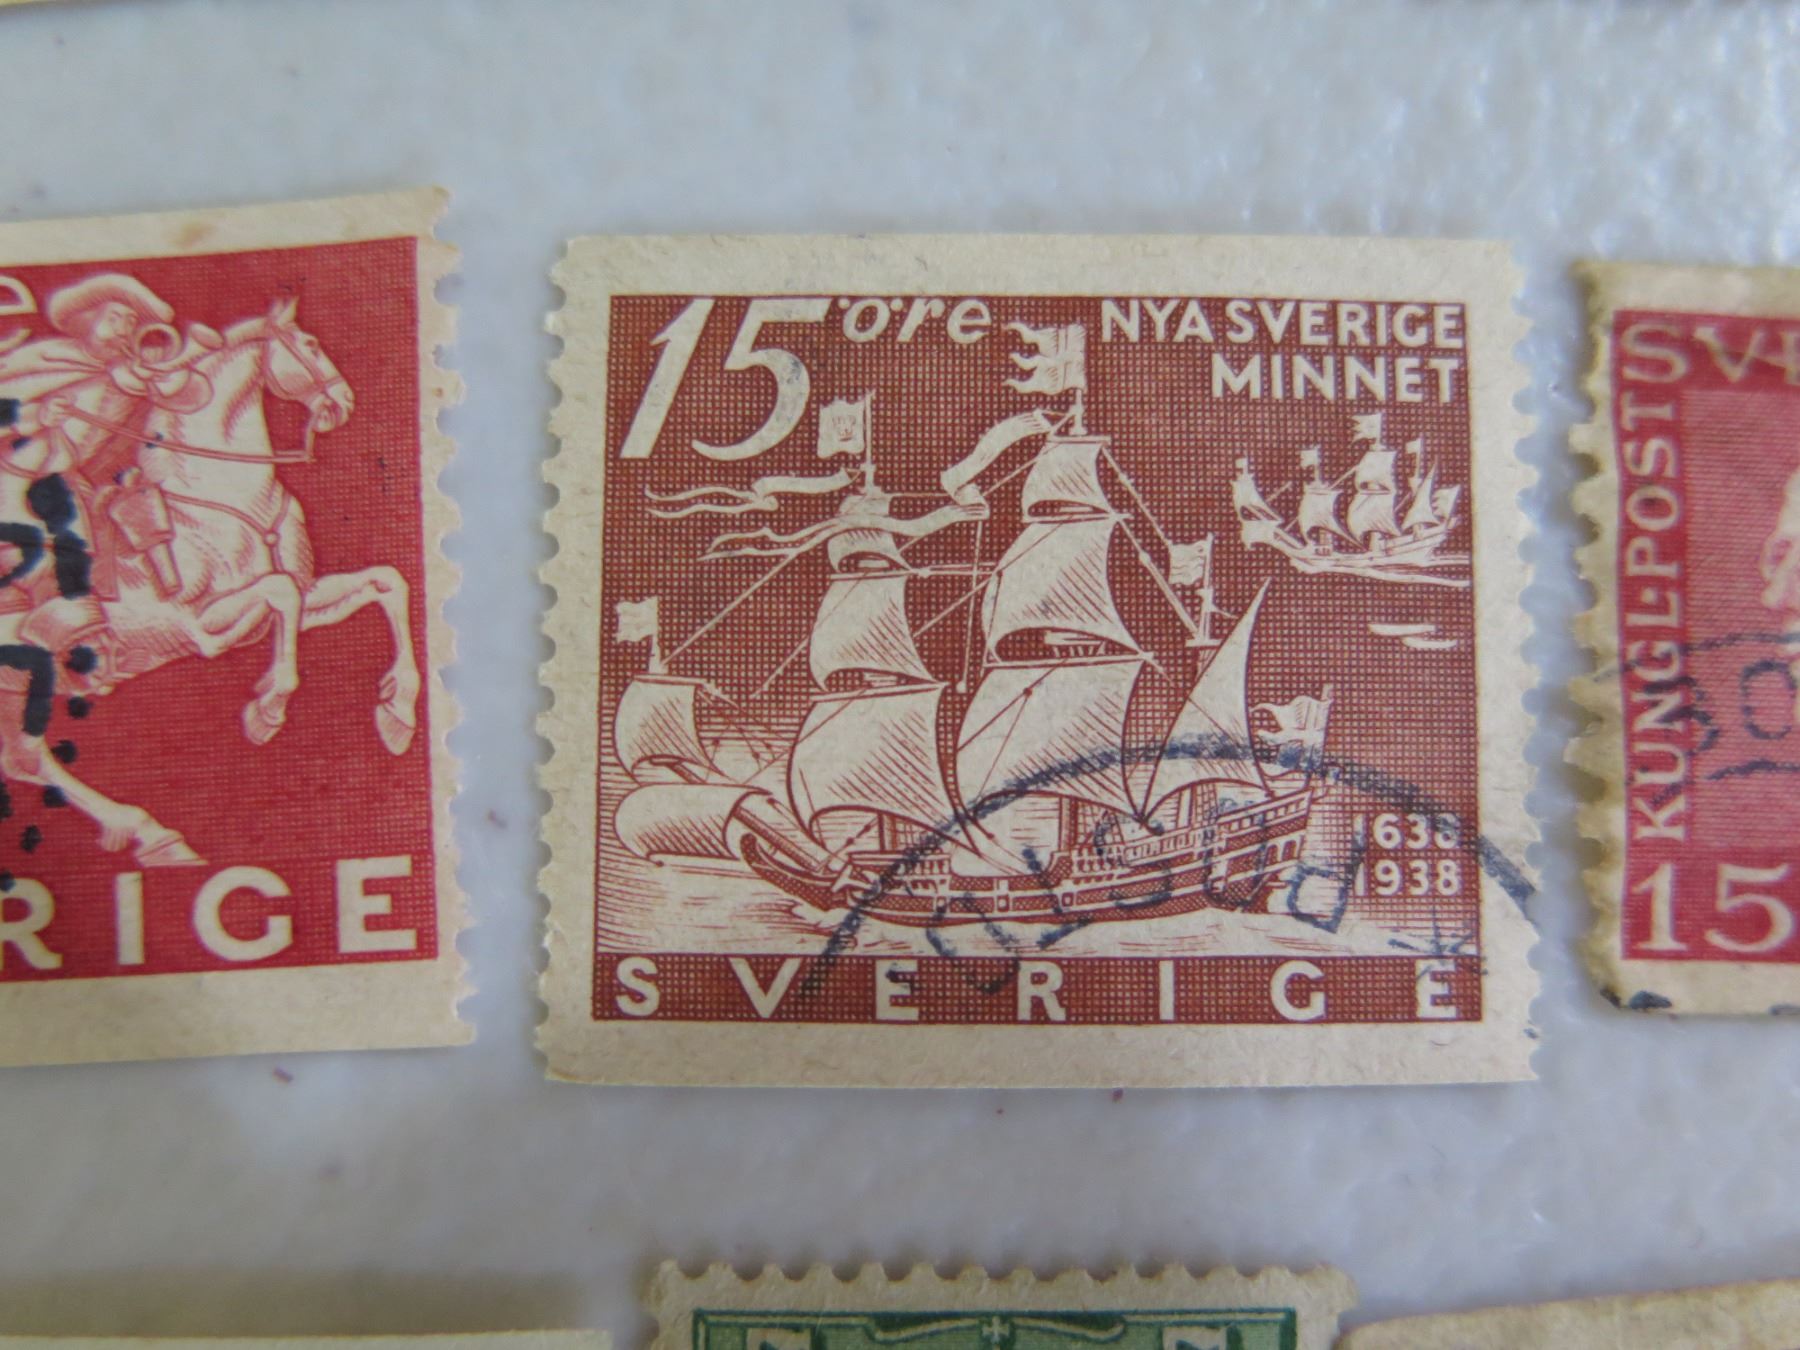 e
RIGE
15 öre
NYA SVERIGE
MINNET
1638
1938
SVERIGE
KUNGL·POST
15